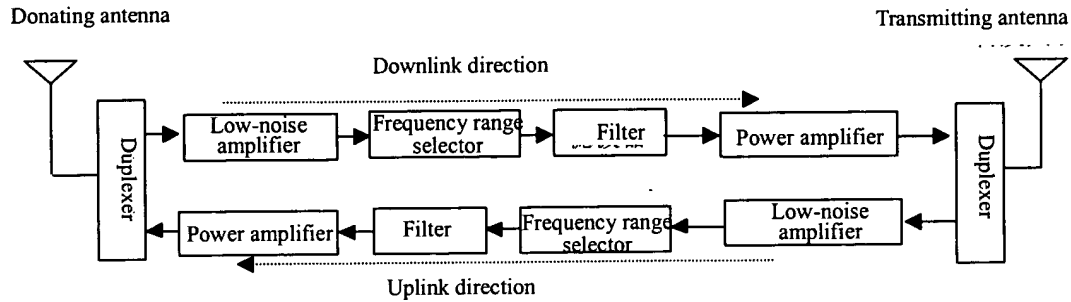 Donating antenna
Transmitting antenna
Downlink direction
Duplexer
Low-noise
amplifier
Frequency range
selector
Filter
Power amplifier
Duplexer
Power amplifier
Filter
Frequency range
selector
Low-noise
amplifier
Uplink direction